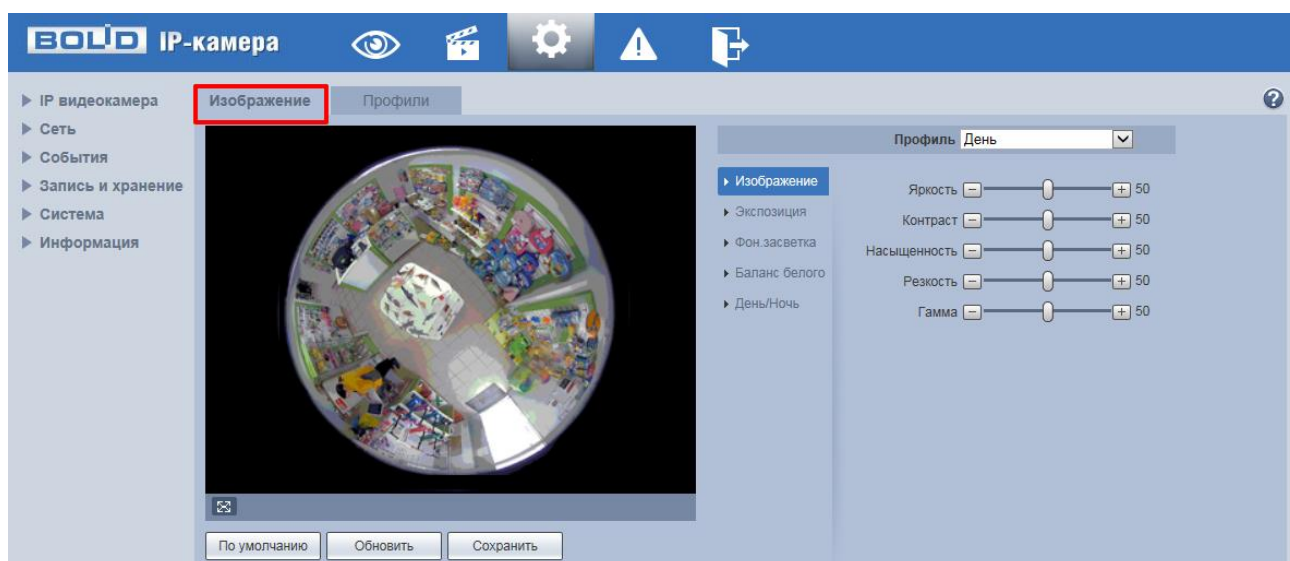 BOLID IP-камера
IP видеокамера
Сеть
События
Запись и хранение
Система
Информация
Изображение Профили
Профиль День
Изображение
Экспозиция
Фон.засветка
Баланс белого
День/Ночь
Яркость 50
Контраст 50
Насыщенность 50
Резкость 50
Гамма 50
По умолчанию Обновить Сохранить